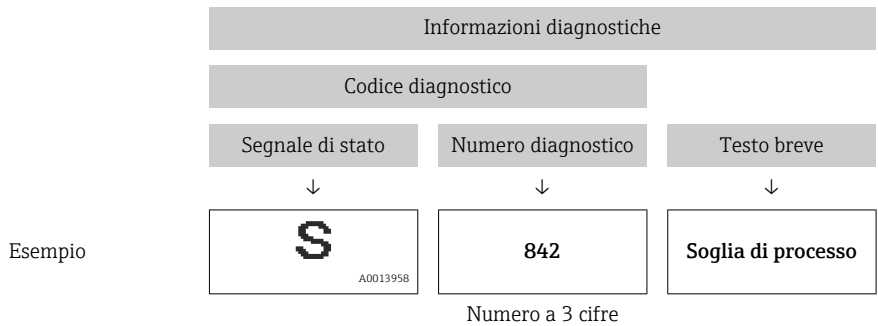 Informazioni diagnostiche
Codice diagnostico
Segnale di stato Numero diagnostico Testo breve
↓ ↓ ↓
Esempio S 842 Soglia di processo
A0013958
Numero a 3 cifre